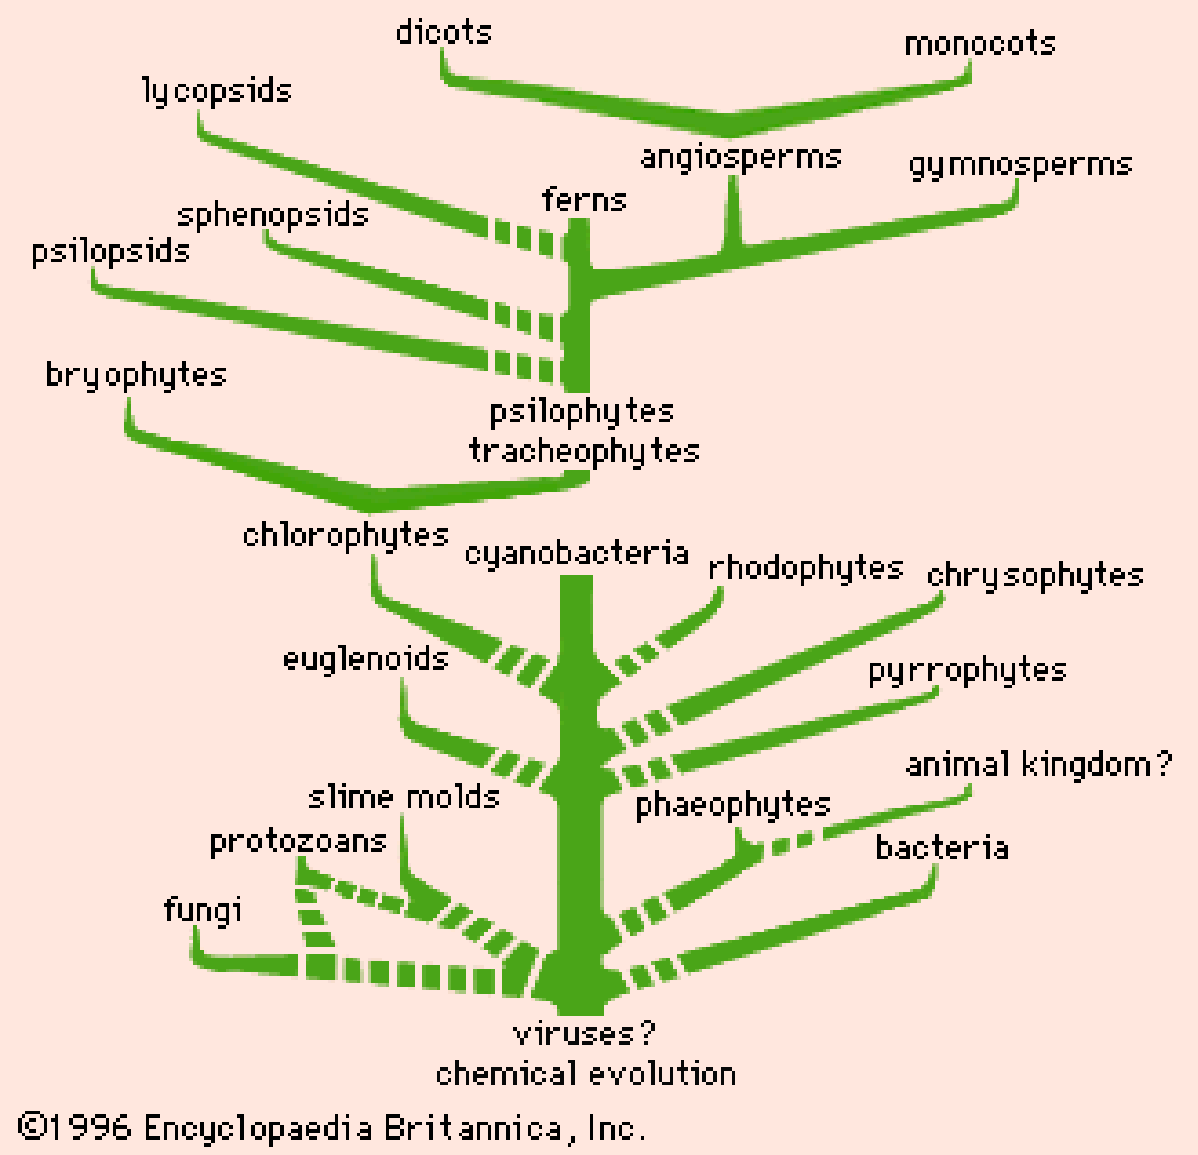 dicots
monocots
lycopsids
angiosperms
gymnosperms
ferns
sphenopsids
psilopsids
bryophytes
psilophytes
tracheophytes
chlorophytes
cyanobacteria
rhodophytes
chrysophytes
euglenoids
pyrrophytes
animal kingdom?
slime molds
phaeophytes
protozoans
bacteria
fungi
viruses?
chemical evolution
©1996 Encyclopaedia Britannica, Inc.